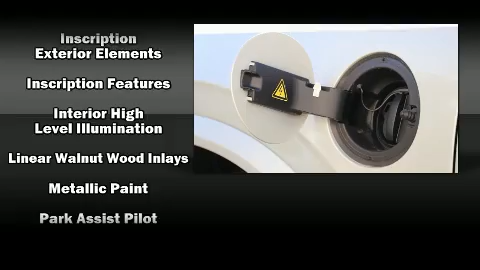 Inscription
Exterior Elements
Inscription Features
Interior High
Level Illumination
Linear Walnut Wood Inlays
Metallic Paint
Park Assist Pilot